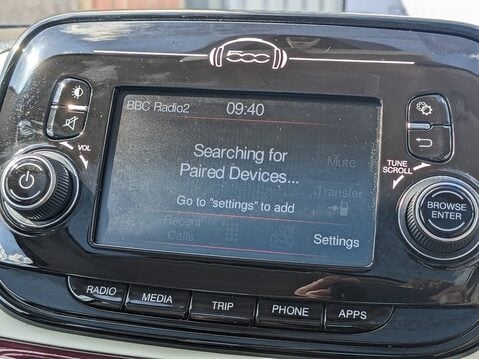 500
BBC Radio2 09:40
Searching for
Paired Devices...
Mute
Transfer
Go to "settings" to add
Recent
Calls
Settings
VOL
TUNE
SCROLL
BROWSE
ENTER
RADIO MEDIA TRIP PHONE APPS